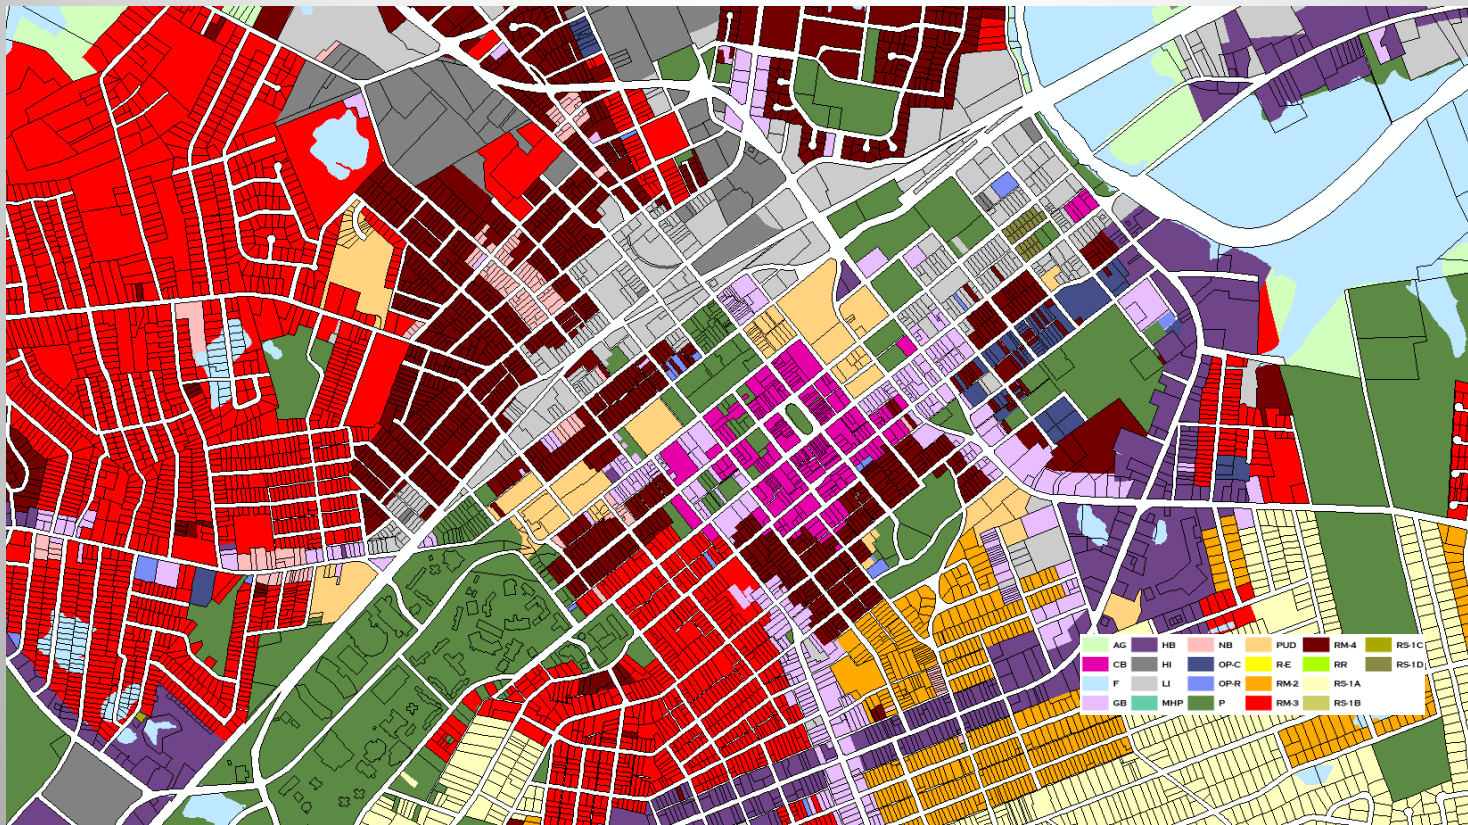 AG HB NB PUD RM-4 RS-1C
CB HI OP-C R-E RR RS-1D
F LI OP-R RM-2 RS-1A
GB MHP P RM-3 RS-1B